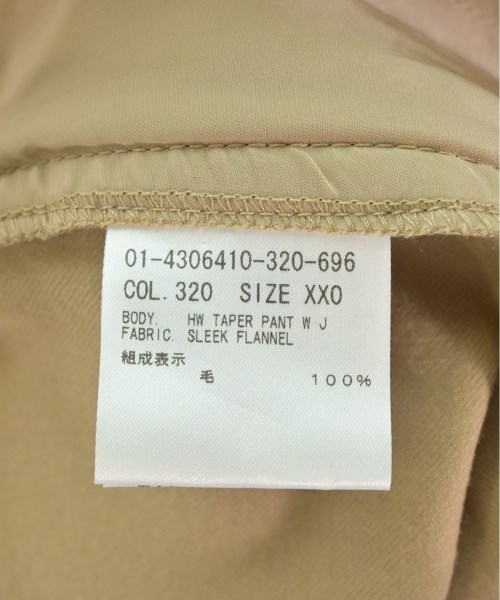 01-4306410-320-696
COL. 320 SIZE XXO
BODY. HW TAPER PANT W J
FABRIC. SLEEK FLANNEL
組成表示
毛 100%